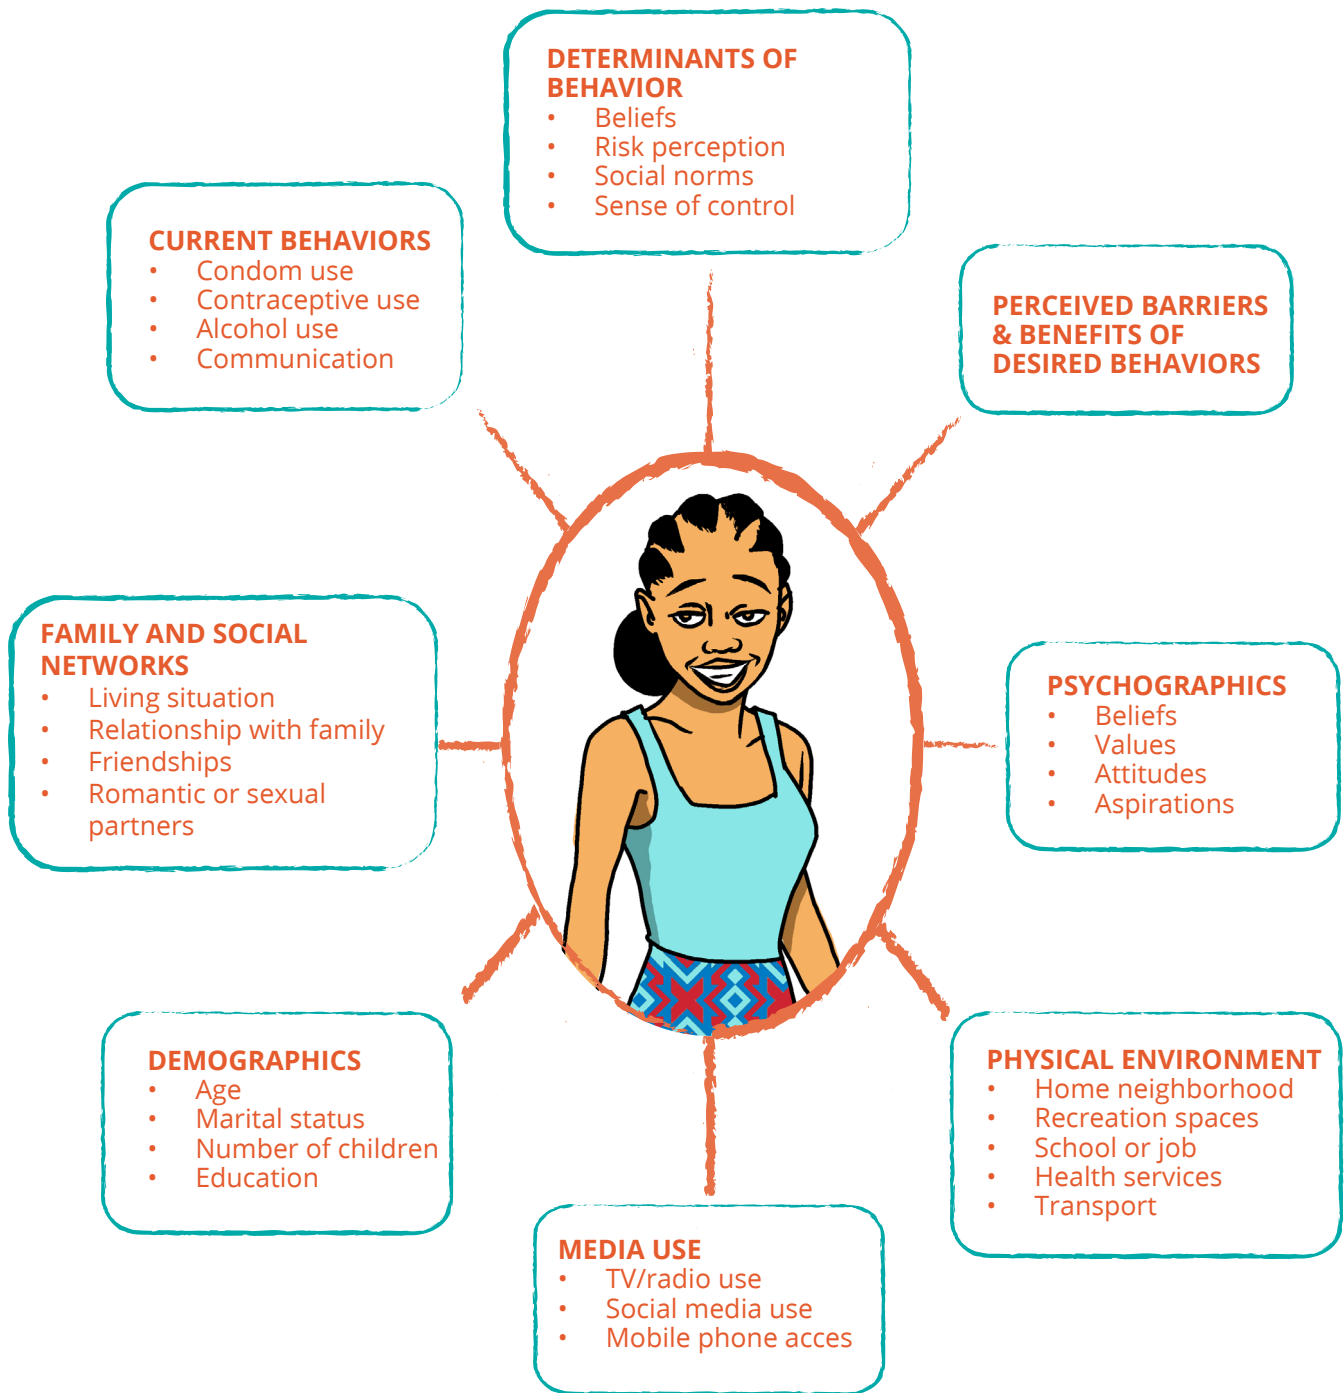 DETERMINANTS OF
BEHAVIOR
• Beliefs
• Risk perception
• Social norms
• Sense of control
CURRENT BEHAVIORS
• Condom use
• Contraceptive use
• Alcohol use
• Communication
PERCEIVED BARRIERS
& BENEFITS OF
DESIRED BEHAVIORS
FAMILY AND SOCIAL
NETWORKS
• Living situation
• Relationship with family
• Friendships
• Romantic or sexual
partners
PSYCHOGRAPHICS
• Beliefs
• Values
• Attitudes
• Aspirations
DEMOGRAPHICS
• Age
• Marital status
• Number of children
• Education
PHYSICAL ENVIRONMENT
• Home neighborhood
• Recreation spaces
• School or job
• Health services
• Transport
MEDIA USE
• TV/radio use
• Social media use
• Mobile phone acces